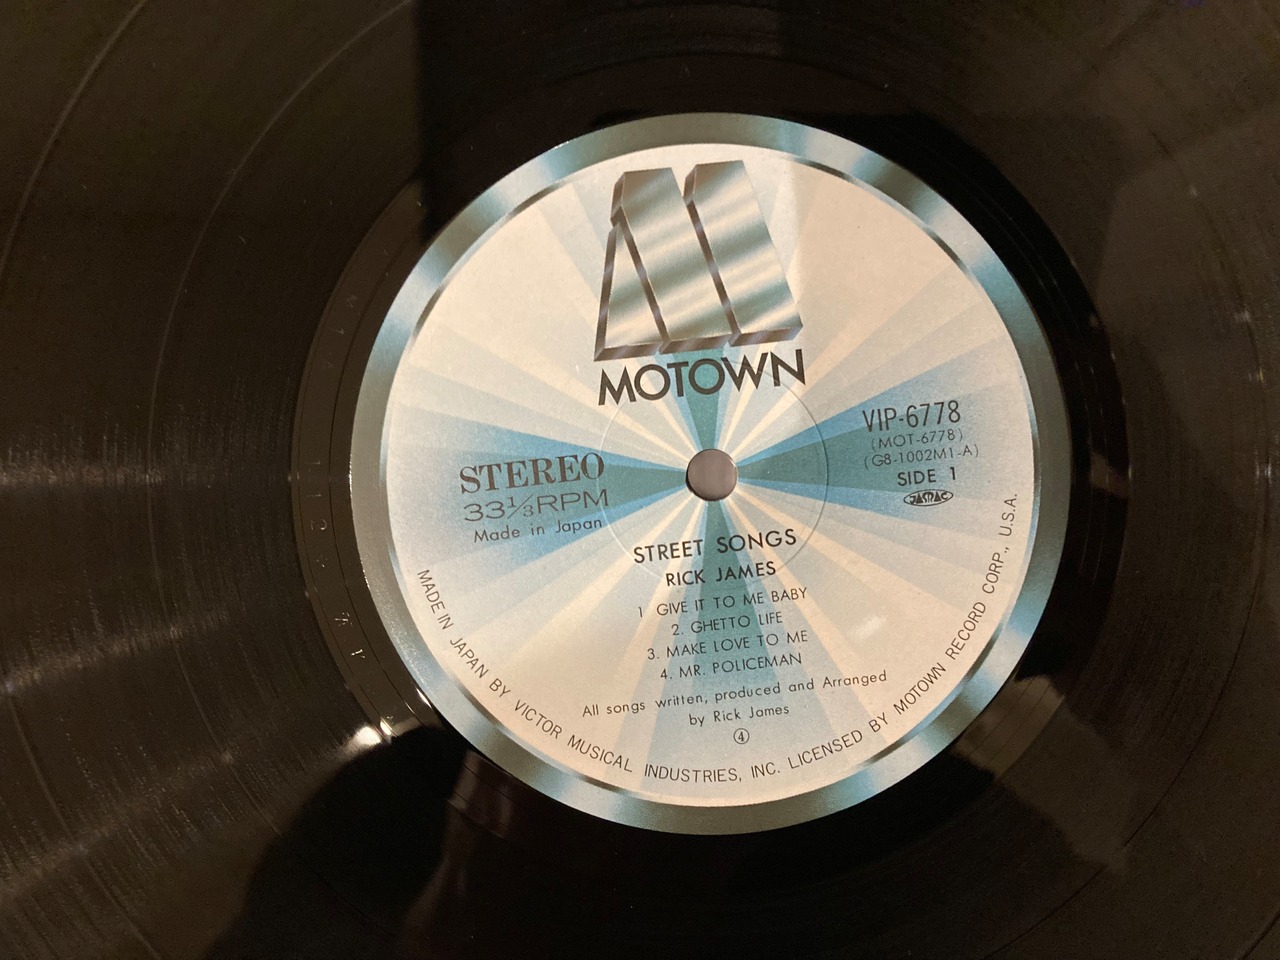 MOTOWN
VIP-6778
(MOT-6778)
(G8-1002M1-A)
SIDE 1
JASRAC
STEREO
33⅓RPM
Made in Japan
STREET SONGS
RICK JAMES
1 GIVE IT TO ME BABY
2. GHETTO LIFE
3. MAKE LOVE TO ME
4. MR. POLICEMAN
All songs written, produced and Arranged
by Rick James
④
MADE IN JAPAN BY VICTOR MUSICAL INDUSTRIES, INC. LICENSED BY MOTOWN RECORD CORP., U.S.A.